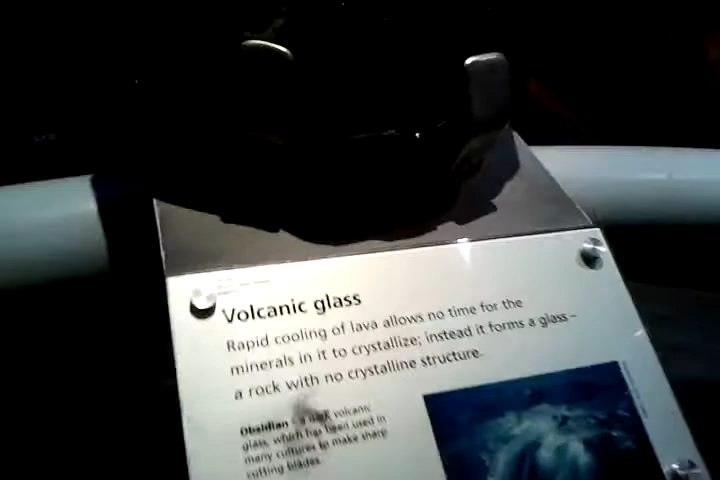 Volcanic glass
Rapid cooling of lava allows no time for the
minerals in it to crystallize; instead it forms a glass –
a rock with no crystalline structure.
Obsidian – a dark volcanic
glass, which has been used in
many cultures to make sharp
cutting blades.